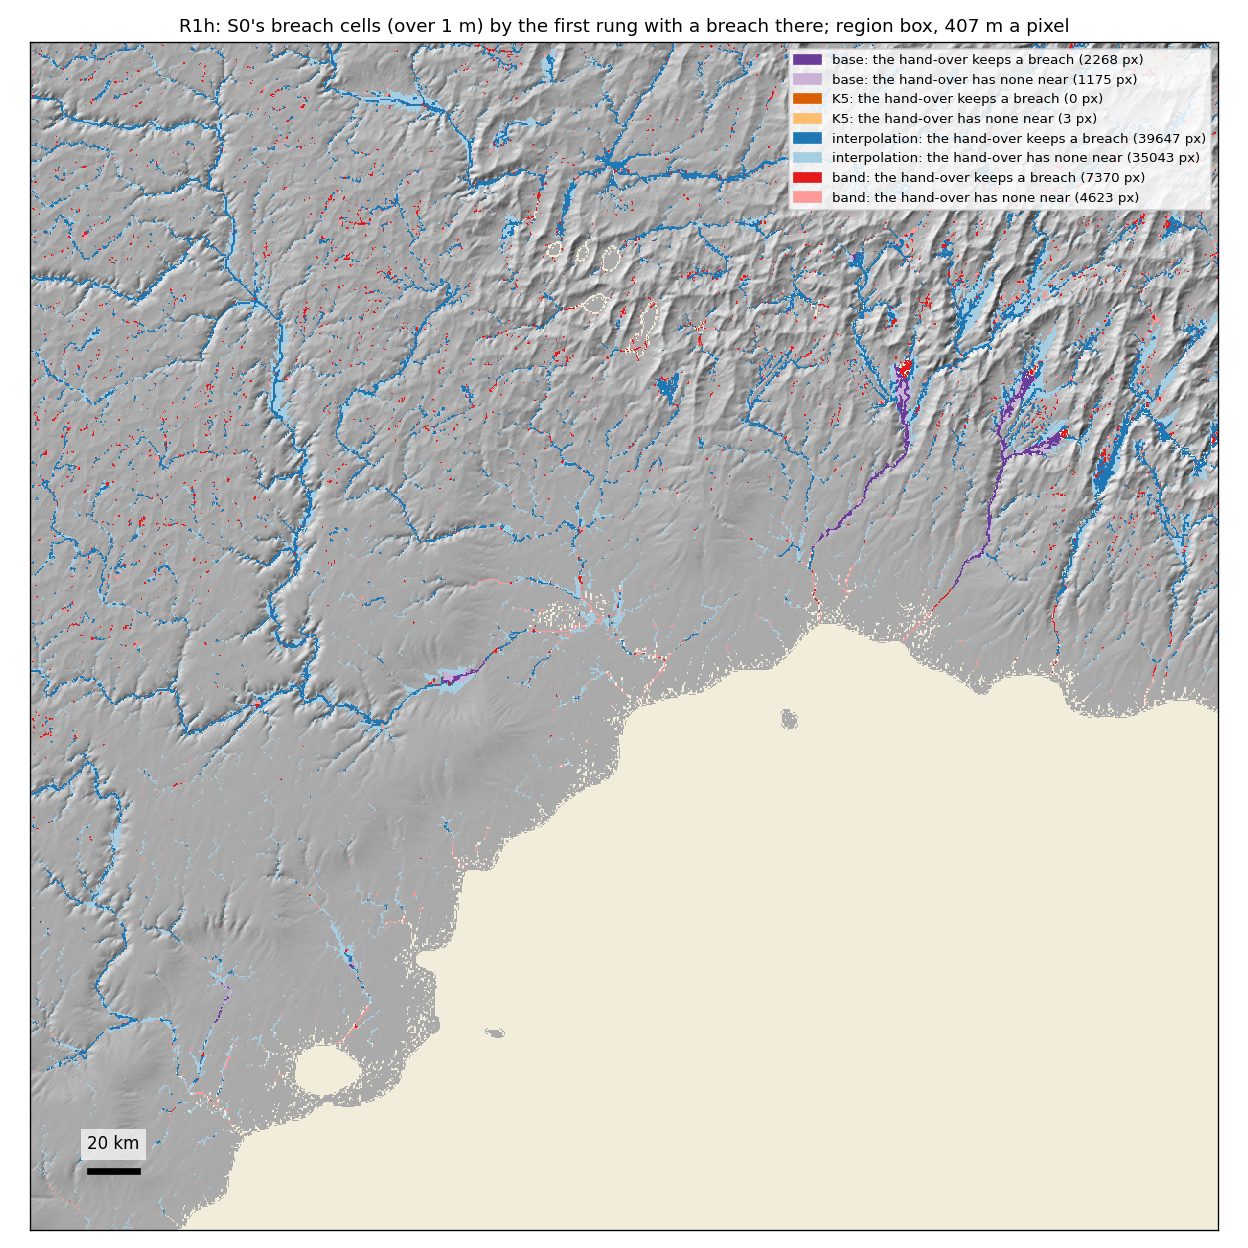 R1h: S0's breach cells (over 1 m) by the first rung with a breach there; region box, 407 m a pixel
base: the hand-over keeps a breach (2268 px)
base: the hand-over has none near (1175 px)
K5: the hand-over keeps a breach (0 px)
K5: the hand-over has none near (3 px)
interpolation: the hand-over keeps a breach (39647 px)
interpolation: the hand-over has none near (35043 px)
band: the hand-over keeps a breach (7370 px)
band: the hand-over has none near (4623 px)
20 km